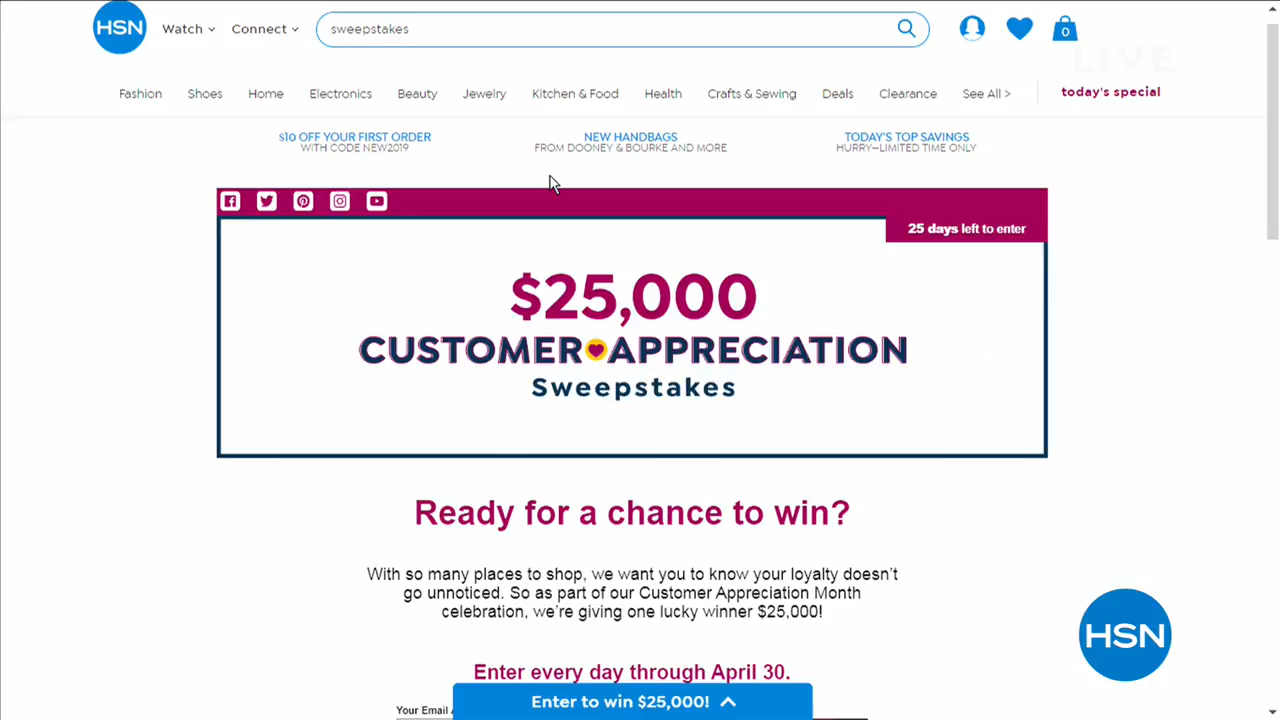 HSN
Watch
Connect
sweepstakes
0
LIVE
Fashion
Shoes
Home
Electronics
Beauty
Jewelry
Kitchen & Food
Health
Crafts & Sewing
Deals
Clearance
See All >
today's special
$10 OFF YOUR FIRST ORDER
WITH CODE NEW2019
NEW HANDBAGS
FROM DOONEY & BOURKE AND MORE
TODAY'S TOP SAVINGS
HURRY—LIMITED TIME ONLY
25 days left to enter
$25,000
CUSTOMER APPRECIATION
Sweepstakes
Ready for a chance to win?
With so many places to shop, we want you to know your loyalty doesn't
go unnoticed. So as part of our Customer Appreciation Month
celebration, we're giving one lucky winner $25,000!
HSN
Enter every day through April 30.
Enter to win $25,000!
Your Email